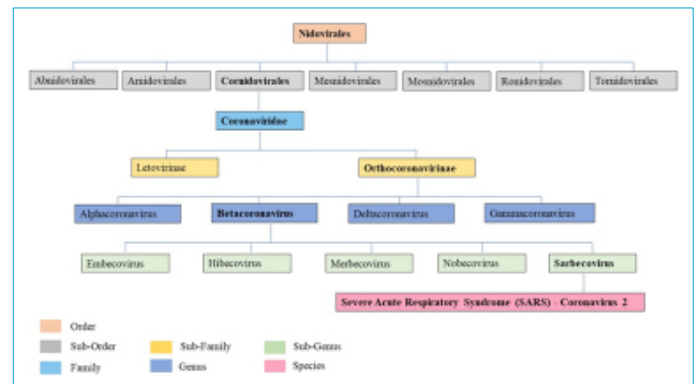 Nidovirales
Abnidovirales Arnidovirales Cornidovirales Mesnidovirales Mosnidovirales Ronidovirales Tornidovirales
Coronaviridae
Letovirinae Orthocoronavirinae
Alphacoronavirus Betacoronavirus Deltacoronavirus Gammacoronavirus
Embecovirus Hibecovirus Merbecovirus Nobecovirus Sarbecovirus
Severe Acute Respiratory Syndrome (SARS) - Coronavirus 2
Order
Sub-Order Sub-Family Sub-Genus
Family Genus Species